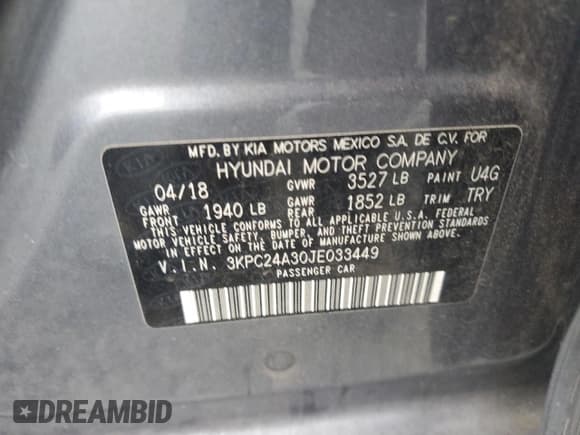 MFD. BY KIA MOTORS MEXICO S.A. DE C.V. FOR
HYUNDAI MOTOR COMPANY
04/18 GVWR 3527 LB PAINT U4G
GAWR FRONT 1940 LB GAWR REAR 1852 LB TRIM TRY
THIS VEHICLE CONFORMS TO ALL APPLICABLE U.S.A. FEDERAL
MOTOR VEHICLE SAFETY, BUMPER, AND THEFT PREVENTION STANDARDS
IN EFFECT ON THE DATE OF MANUFACTURE SHOWN ABOVE.
V.I.N. 3KPC24A30JE033449
PASSENGER CAR
DREAMBID